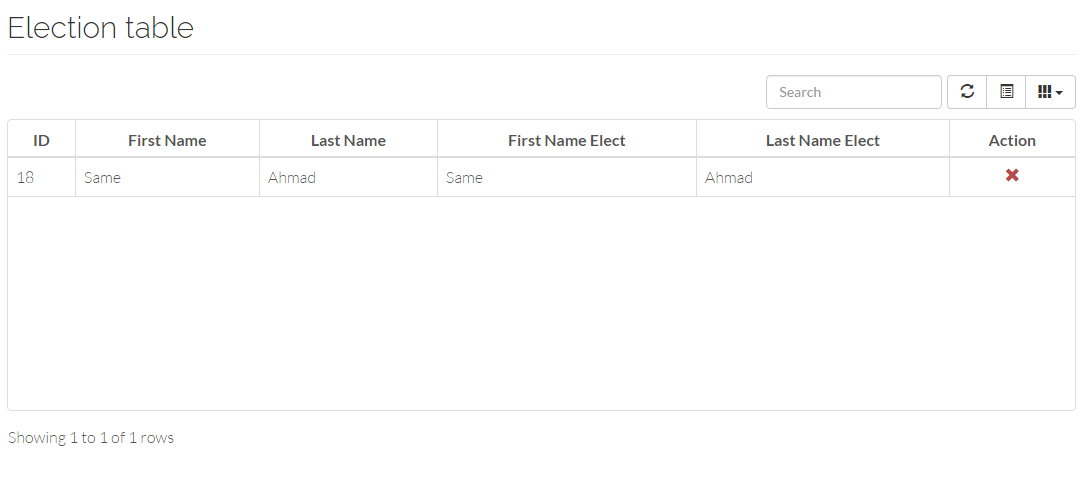 Election table
Search
ID First Name Last Name First Name Elect Last Name Elect Action
18 Same Ahmad Same Ahmad
Showing 1 to 1 of 1 rows